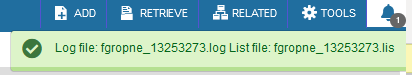 ADD RETRIEVE RELATED TOOLS 1
Log file: fgropne_13253273.log List file: fgropne_13253273.lis